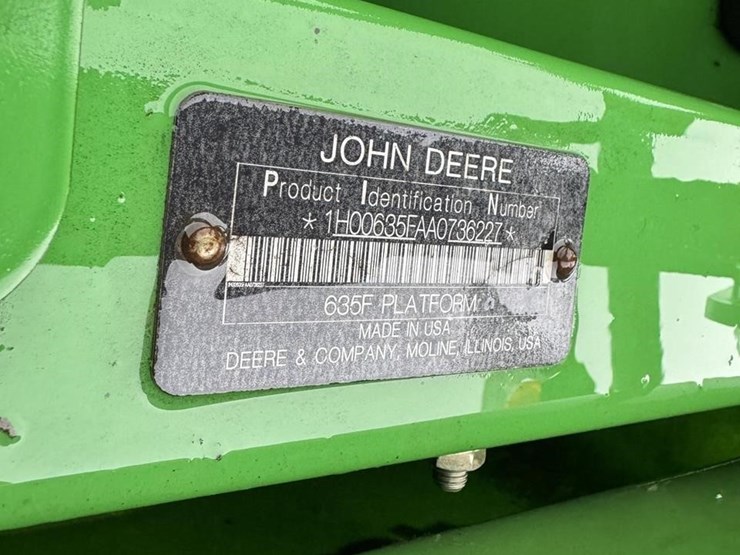 JOHN DEERE
Product Identification Number
*1H00635FAA0736227*
635F PLATFORM
MADE IN USA
DEERE & COMPANY, MOLINE, ILLINOIS, USA